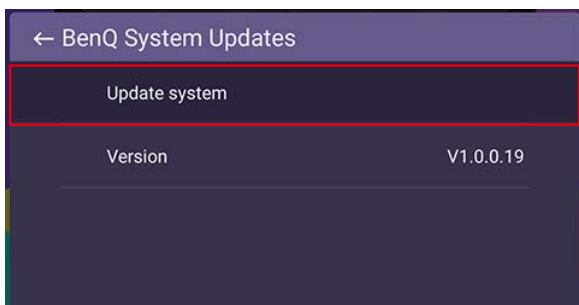 ← BenQ System Updates
Update system
Version V1.0.0.19